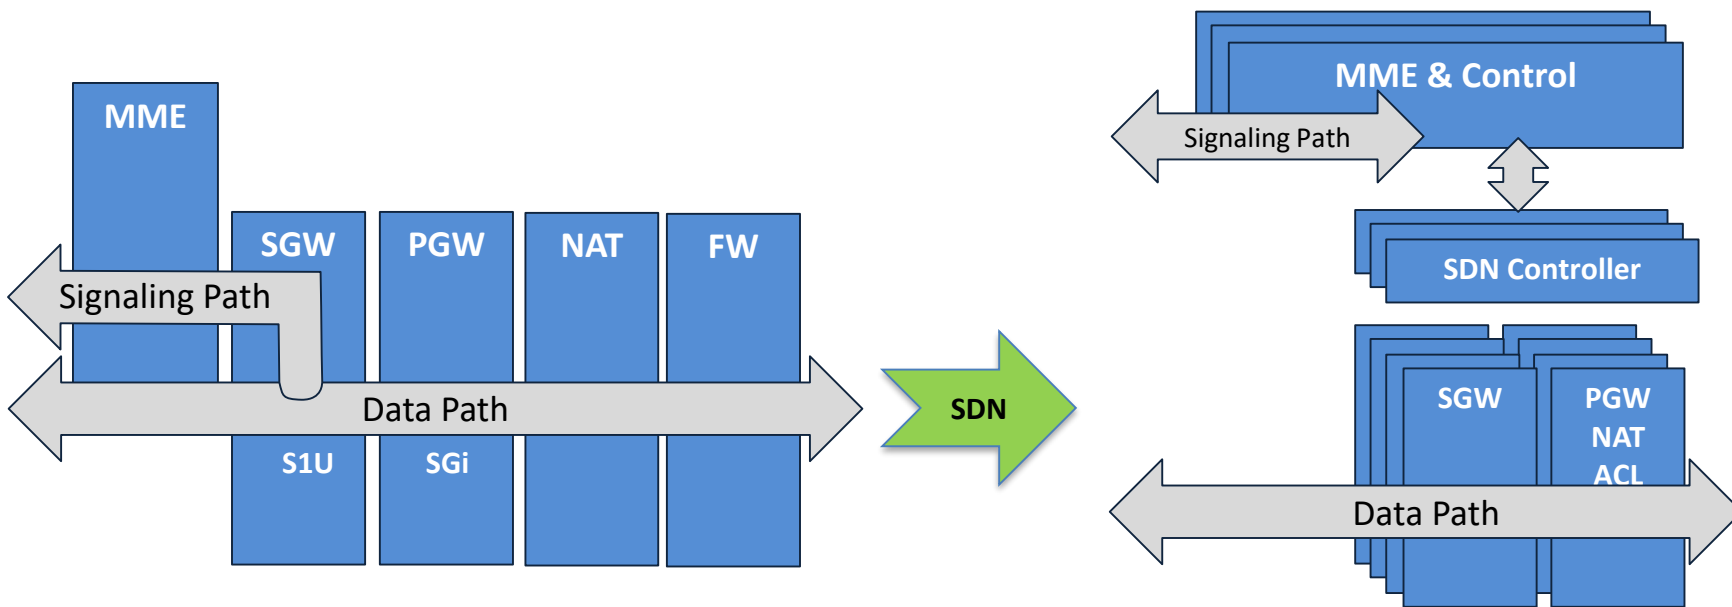 MME
SGW
PGW
NAT
FW
Signaling Path
Data Path
S1U
SGi
SDN
MME & Control
Signaling Path
SDN Controller
SGW
PGW
NAT
ACL
Data Path